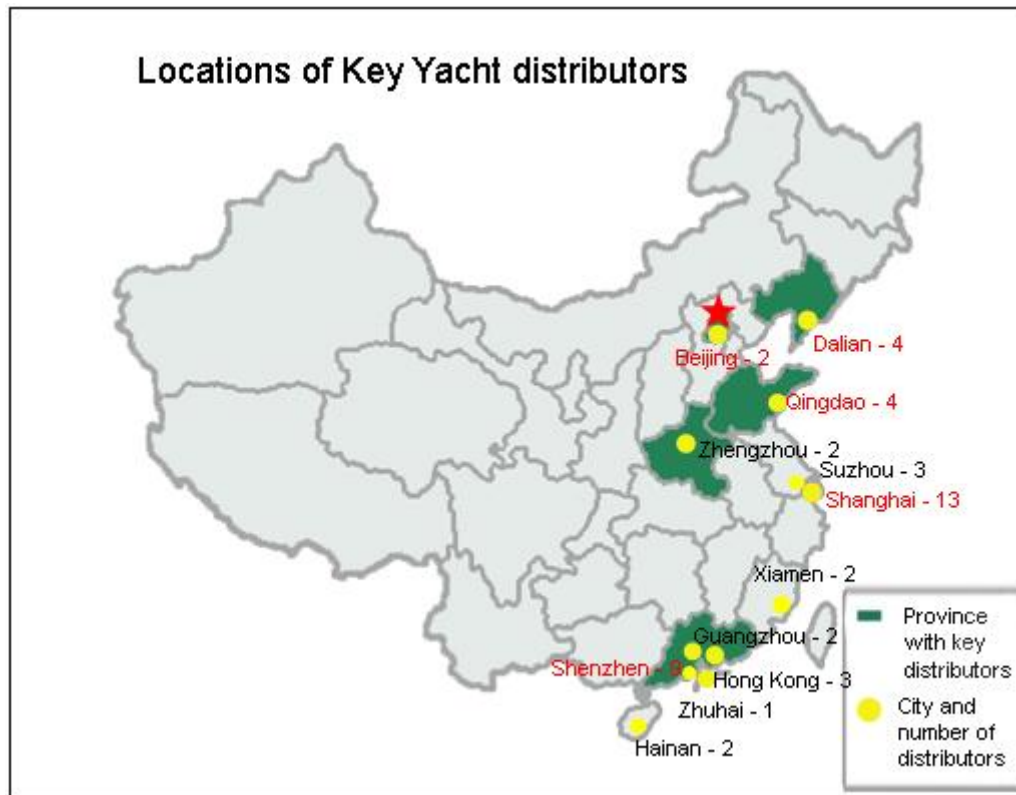 Locations of Key Yacht distributors
Beijing - 2
Dalian - 4
Qingdao - 4
Zhengzhou - 2
Suzhou - 3
Shanghai - 13
Xiamen - 2
Guangzhou - 2
Shenzhen -
Hong Kong - 3
Zhuhai - 1
Hainan - 2
Province
with key
distributors
City and
number of
distributors